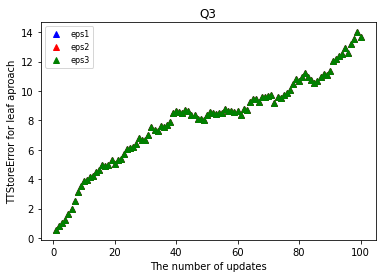 Q3
eps1
eps2
eps3
TTStoreError for leaf aproach
14
12
10
8
6
4
2
0
0 20 40 60 80 100
The number of updates